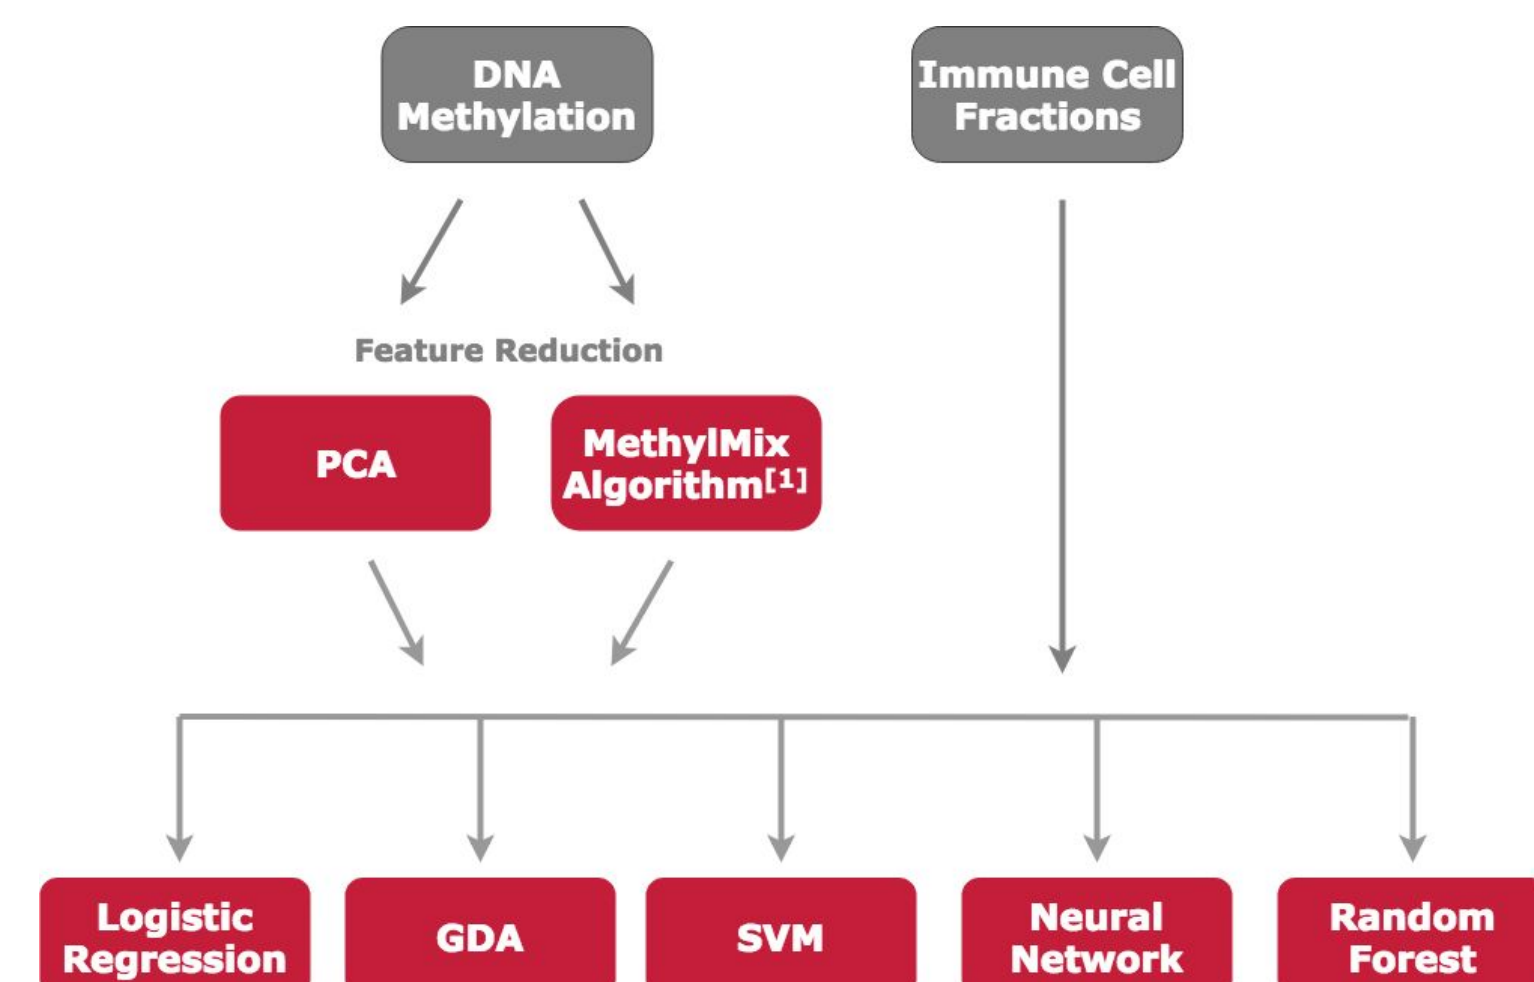 DNA
Methylation
Immune Cell
Fractions
Feature Reduction
PCA
MethylMix
Algorithm[1]
Logistic
Regression
GDA
SVM
Neural
Network
Random
Forest